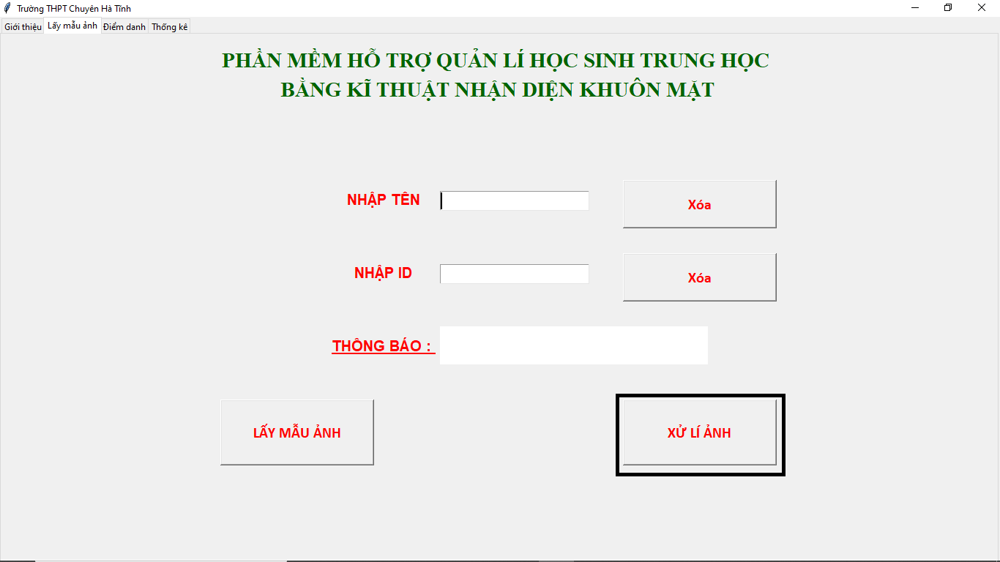 Trường THPT Chuyên Hà Tĩnh
Giới thiệu Lấy mẫu ảnh Điểm danh Thống kê
PHẦN MỀM HỖ TRỢ QUẢN LÍ HỌC SINH TRUNG HỌC
BẰNG KĨ THUẬT NHẬN DIỆN KHUÔN MẶT
NHẬP TÊN Xóa
NHẬP ID Xóa
THÔNG BÁO :
LẤY MẪU ẢNH XỬ LÍ ẢNH